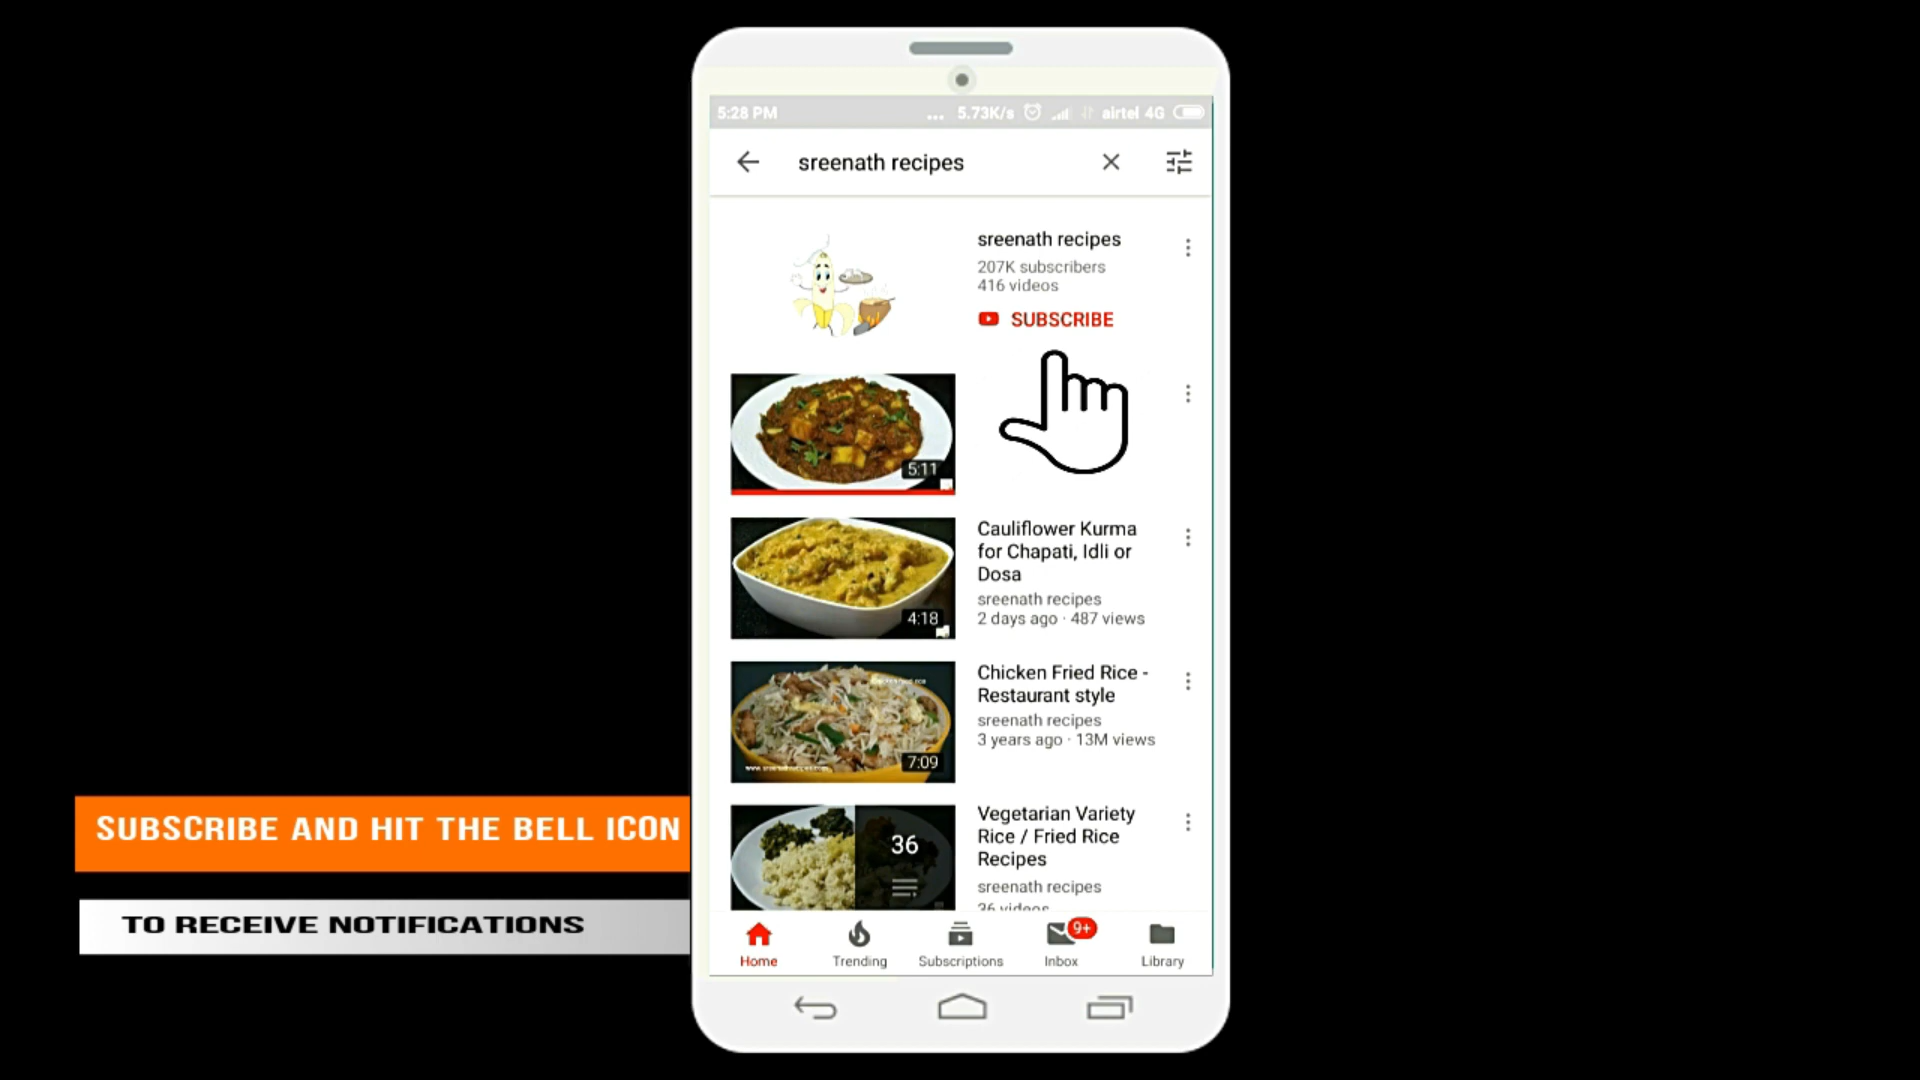 5:28 PM
... 5.73K/s airtel 4G
sreenath recipes
sreenath recipes
207K subscribers
416 videos
SUBSCRIBE
5:11
Cauliflower Kurma
for Chapati, Idli or
Dosa
sreenath recipes
2 days ago · 487 views
4:18
Chicken Fried Rice -
Restaurant style
sreenath recipes
3 years ago · 13M views
7:09
Vegetarian Variety
Rice / Fried Rice
Recipes
sreenath recipes
36 videos
36
SUBSCRIBE AND HIT THE BELL ICON
TO RECEIVE NOTIFICATIONS
Home
Trending
Subscriptions
9+
Inbox
Library